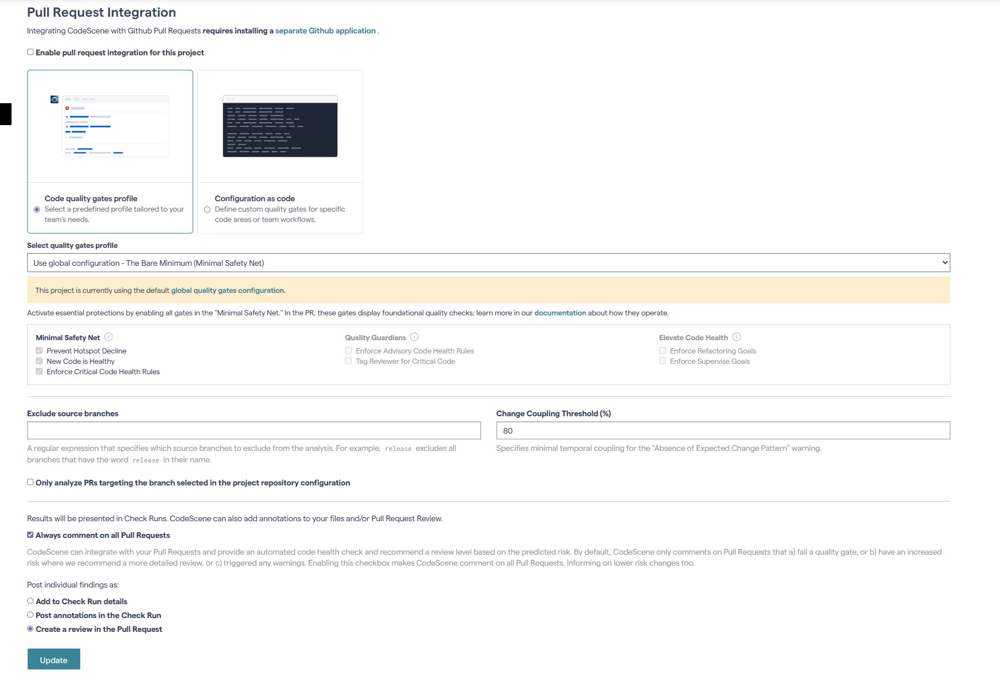 Pull Request Integration
Integrating CodeScene with Github Pull Requests requires installing a separate Github application .
Enable pull request integration for this project
Code quality gates profile
Select a predefined profile tailored to your
team's needs.
Configuration as code
Define custom quality gates for specific
code areas or team workflows.
Select quality gates profile
Use global configuration - The Bare Minimum (Minimal Safety Net)
This project is currently using the default global quality gates configuration.
Activate essential protections by enabling all gates in the "Minimal Safety Net." In the PR, these gates display foundational quality checks; learn more in our documentation about how they operate.
Minimal Safety Net
Prevent Hotspot Decline
New Code is Healthy
Enforce Critical Code Health Rules
Quality Guardians
Enforce Advisory Code Health Rules
Tag Reviewer for Critical Code
Elevate Code Health
Enforce Refactoring Goals
Enforce Supervise Goals
Exclude source branches
A regular expression that specifies which source branches to exclude from the analysis. For example, release excludes all
branches that have the word release in their name.
Change Coupling Threshold (%)
80
Specifies minimal temporal coupling for the "Absence of Expected Change Pattern" warning.
Only analyze PRs targeting the branch selected in the project repository configuration
Results will be presented in Check Runs. CodeScene can also add annotations to your files and/or Pull Request Review.
Always comment on all Pull Requests
CodeScene can integrate with your Pull Requests and provide an automated code health check and recommend a review level based on the predicted risk. By default, CodeScene only comments on Pull Requests that a) fail a quality gate, or b) have an increased
risk where we recommend a more detailed review, or c) triggered any warnings. Enabling this checkbox makes CodeScene comment on all Pull Requests, informing on lower risk changes too.
Post individual findings as:
Add to Check Run details
Post annotations in the Check Run
Create a review in the Pull Request
Update